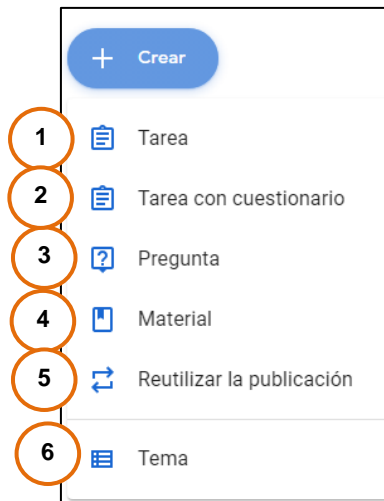 + Crear
1 Tarea
2 Tarea con cuestionario
3 Pregunta
4 Material
5 Reutilizar la publicación
6 Tema